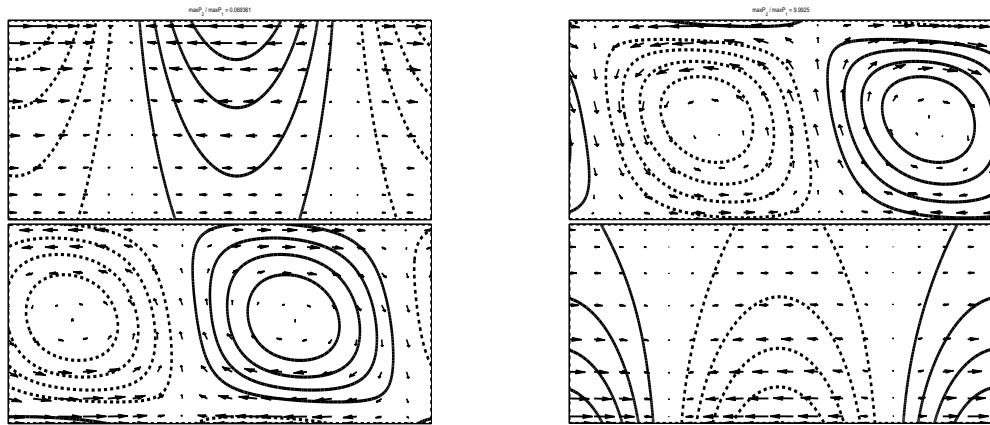 maxP₂ / maxP₁ = 0.069361
maxP₂ / maxP₁ = 9.9925